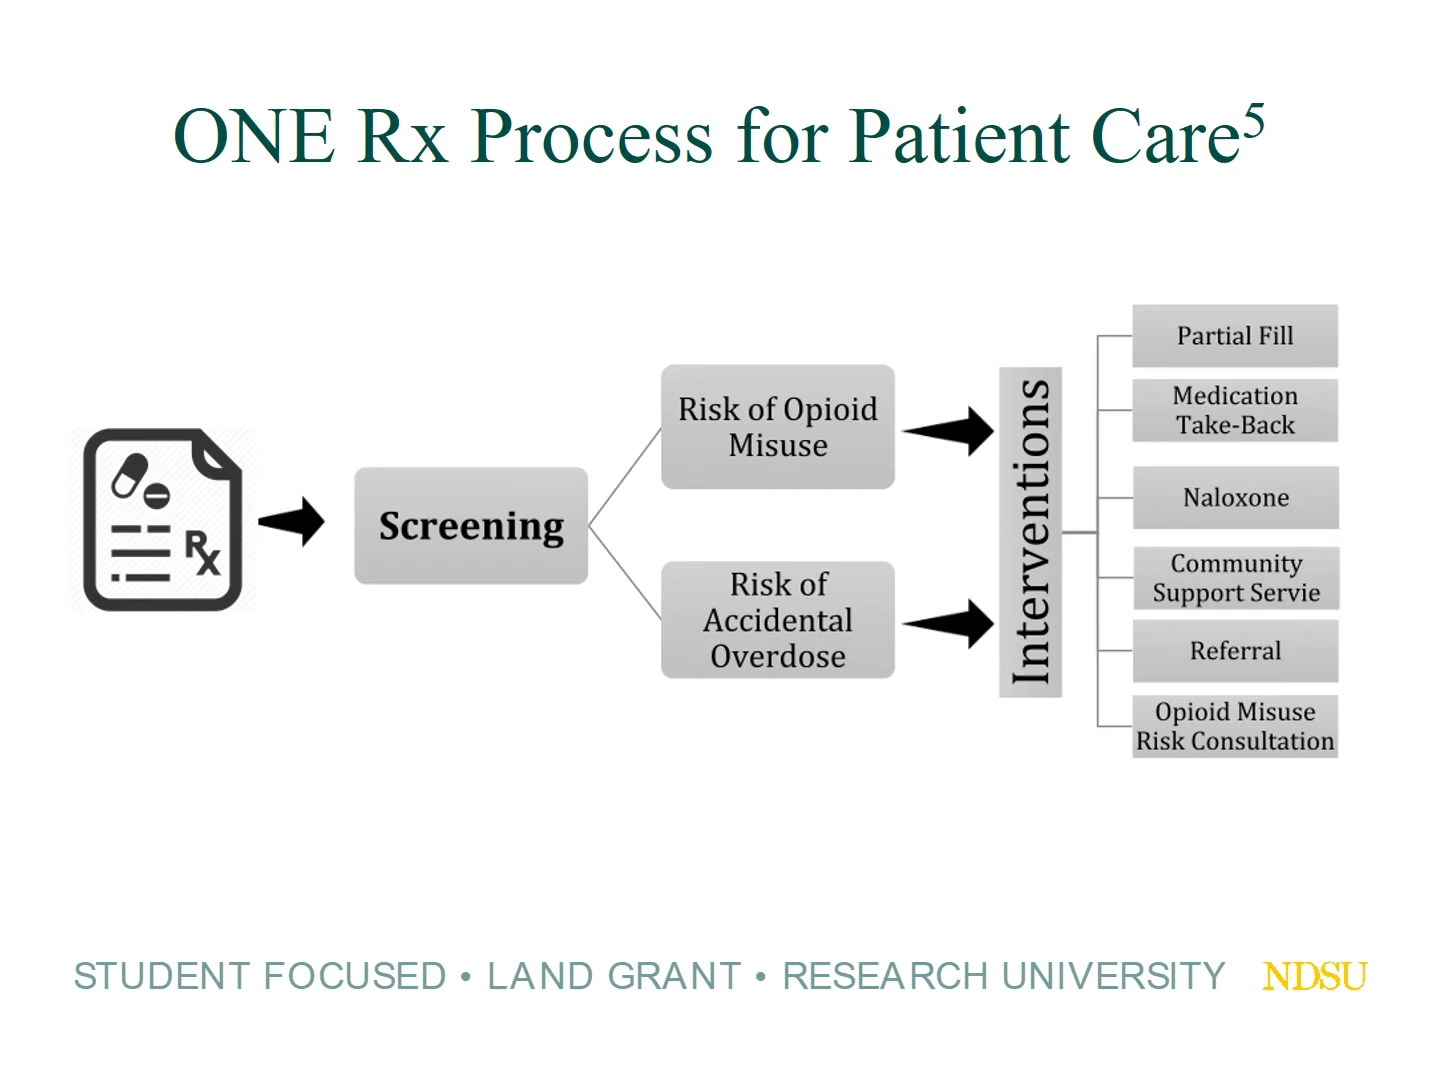 ONE Rx Process for Patient Care5
Rx
Screening
Risk of Opioid
Misuse
Risk of
Accidental
Overdose
Interventions
Partial Fill
Medication
Take-Back
Naloxone
Community
Support Servie
Referral
Opioid Misuse
Risk Consultation
STUDENT FOCUSED • LAND GRANT • RESEARCH UNIVERSITY NDSU